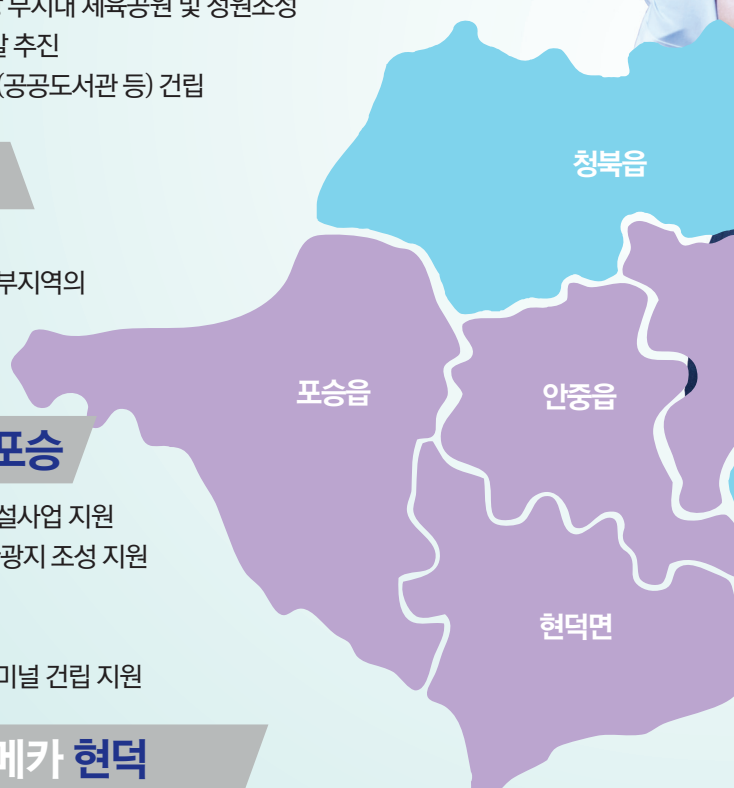 부지내 체육공원 및 정원조성
추진
(공공도서관 등) 건립
청북읍
부지역의
포승읍
안중읍
포승
설사업 지원
광지 조성 지원
현덕면
미널 건립 지원
메카 현덕